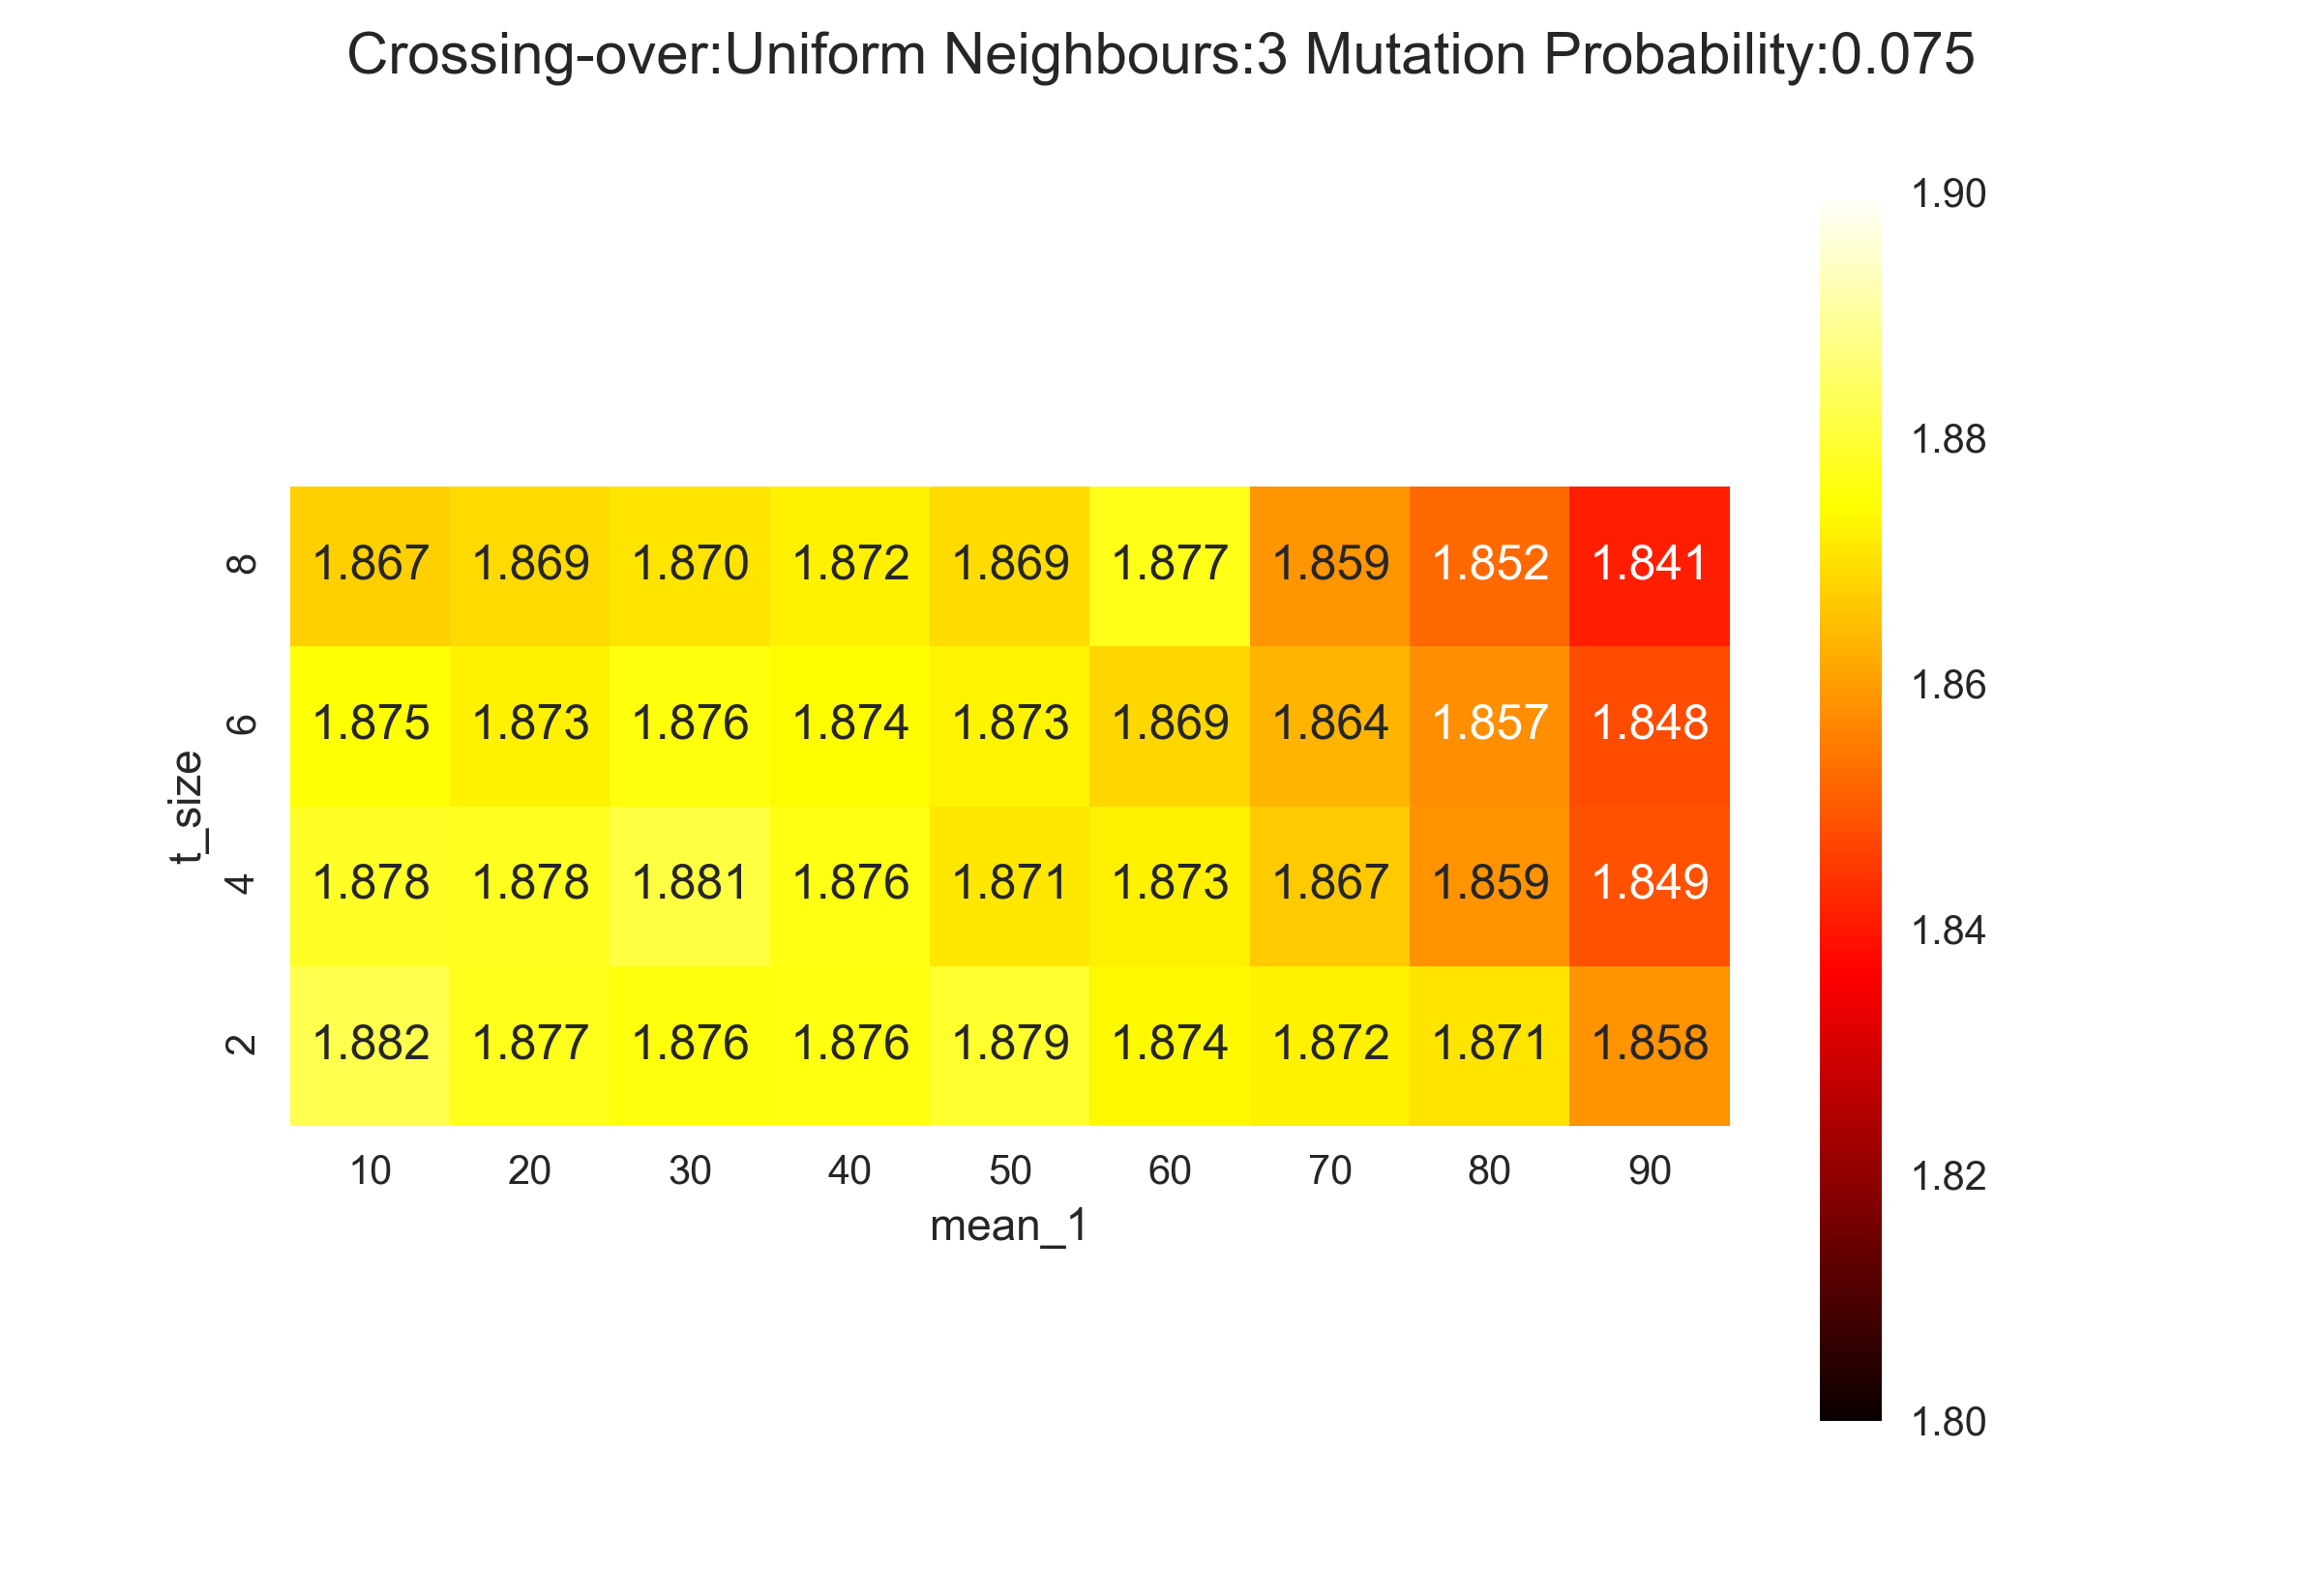 Crossing-over:Uniform Neighbours:3 Mutation Probability:0.075
8 1.867 1.869 1.870 1.872 1.869 1.877 1.859 1.852 1.841
6 1.875 1.873 1.876 1.874 1.873 1.869 1.864 1.857 1.848
4 1.878 1.878 1.881 1.876 1.871 1.873 1.867 1.859 1.849
2 1.882 1.877 1.876 1.876 1.879 1.874 1.872 1.871 1.858
t_size
10 20 30 40 50 60 70 80 90
mean_1
1.90
1.88
1.86
1.84
1.82
1.80